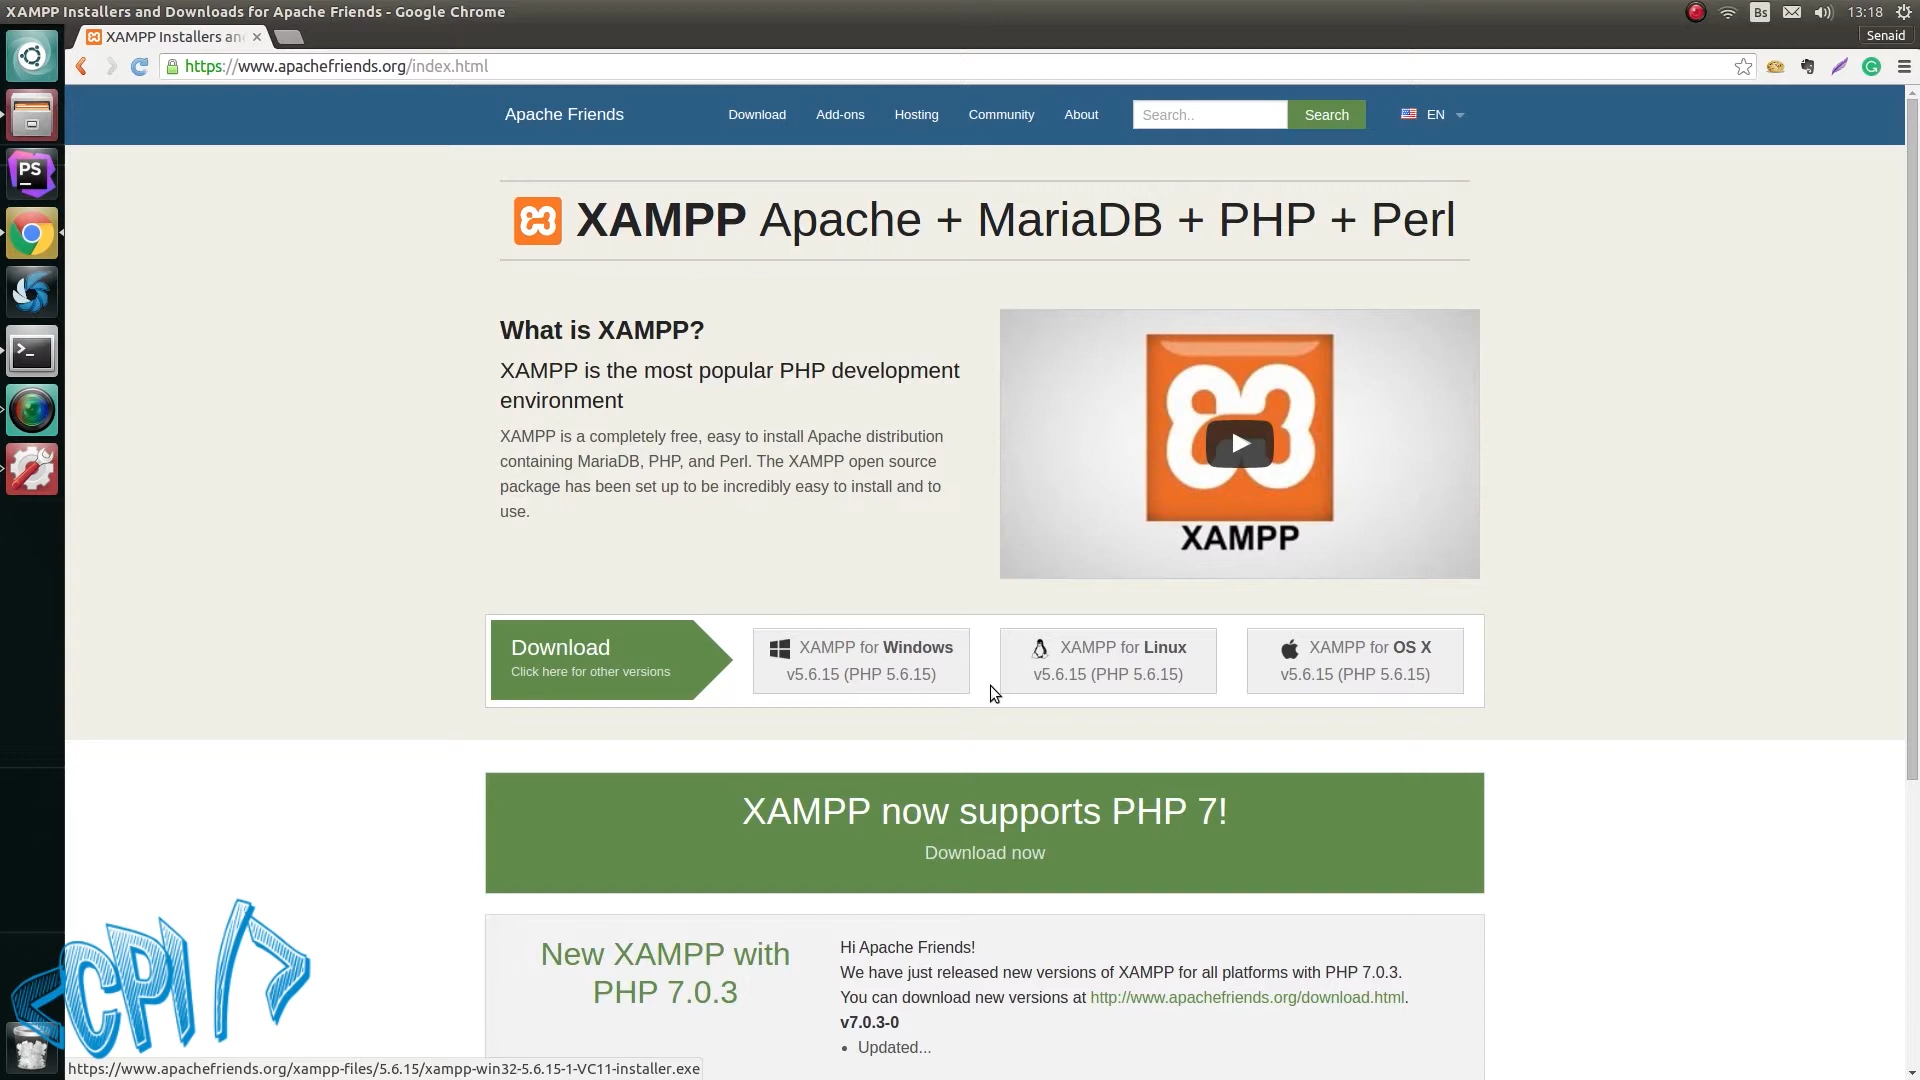 XAMPP Installers and Downloads for Apache Friends - Google Chrome
Bs
13:18
XAMPP Installers an
Senaid
https://www.apachefriends.org/index.html
Apache Friends
Download
Add-ons
Hosting
Community
About
Search..
Search
EN
XAMPP Apache + MariaDB + PHP + Perl
What is XAMPP?
XAMPP is the most popular PHP development
environment
XAMPP is a completely free, easy to install Apache distribution
containing MariaDB, PHP, and Perl. The XAMPP open source
package has been set up to be incredibly easy to install and to
use.
XAMPP
Download
Click here for other versions
XAMPP for Windows
v5.6.15 (PHP 5.6.15)
XAMPP for Linux
v5.6.15 (PHP 5.6.15)
XAMPP for OS X
v5.6.15 (PHP 5.6.15)
XAMPP now supports PHP 7!
Download now
New XAMPP with
PHP 7.0.3
Hi Apache Friends!
We have just released new versions of XAMPP for all platforms with PHP 7.0.3.
You can download new versions at http://www.apachefriends.org/download.html.
v7.0.3-0
• Updated...
PS
<CPI/>
https://www.apachefriends.org/xampp-files/5.6.15/xampp-win32-5.6.15-1-VC11-installer.exe